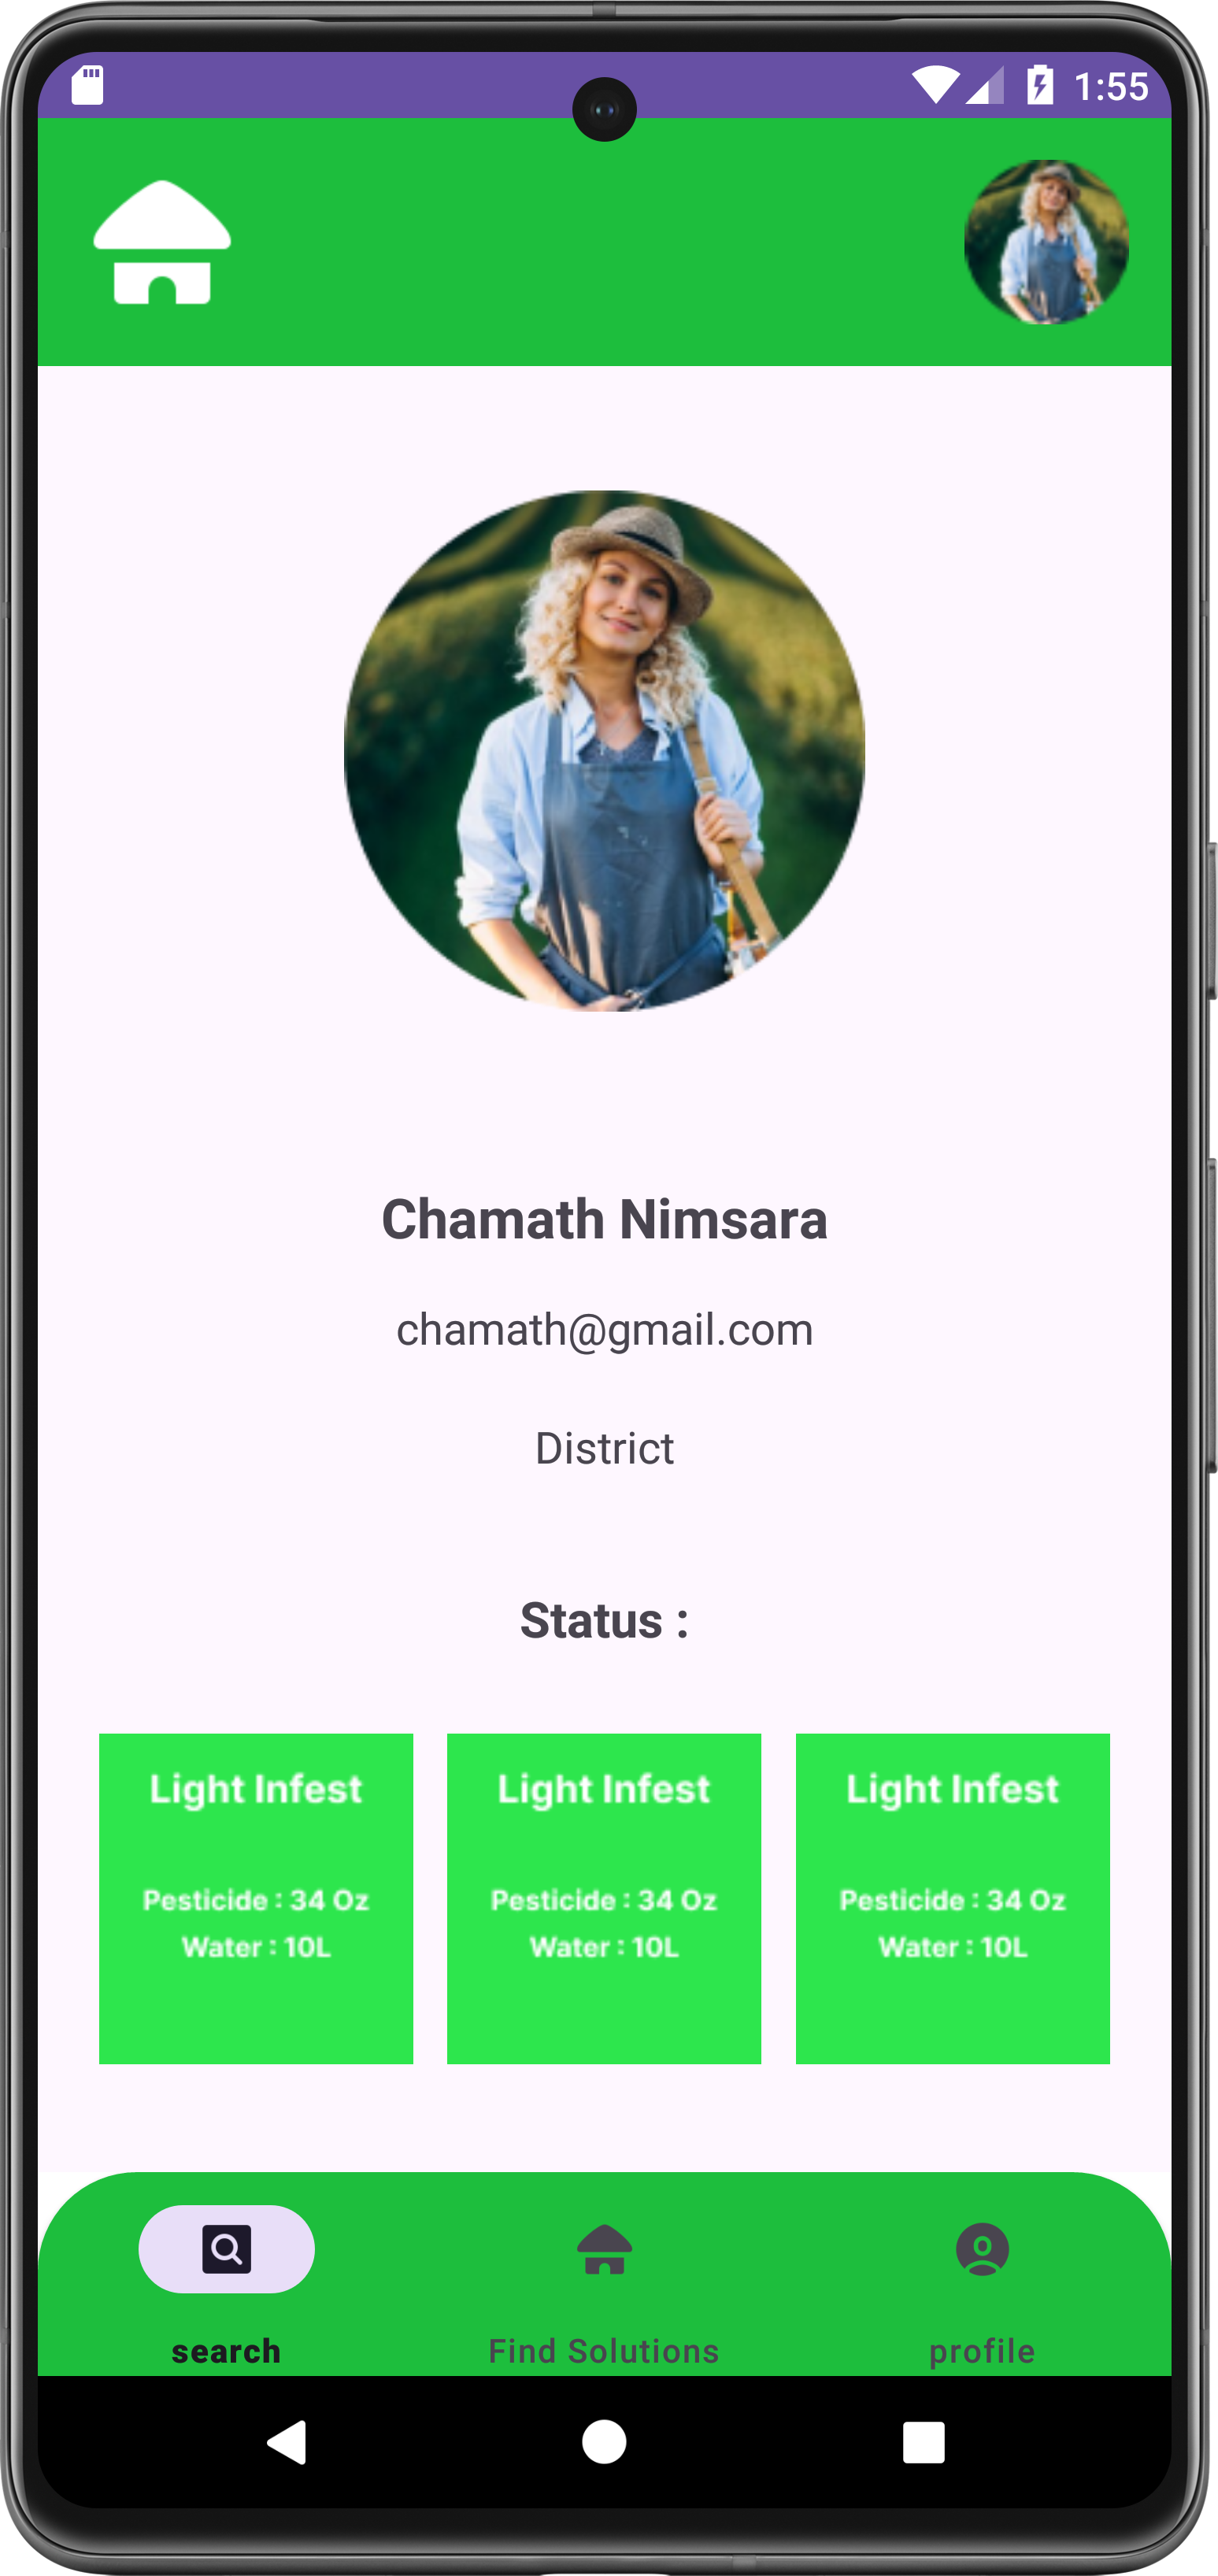 1:55
Chamath Nimsara
chamath@gmail.com
District
Status :
Light Infest
Pesticide : 34 Oz
Water : 10L
Light Infest
Pesticide : 34 Oz
Water : 10L
Light Infest
Pesticide : 34 Oz
Water : 10L
search
Find Solutions
profile